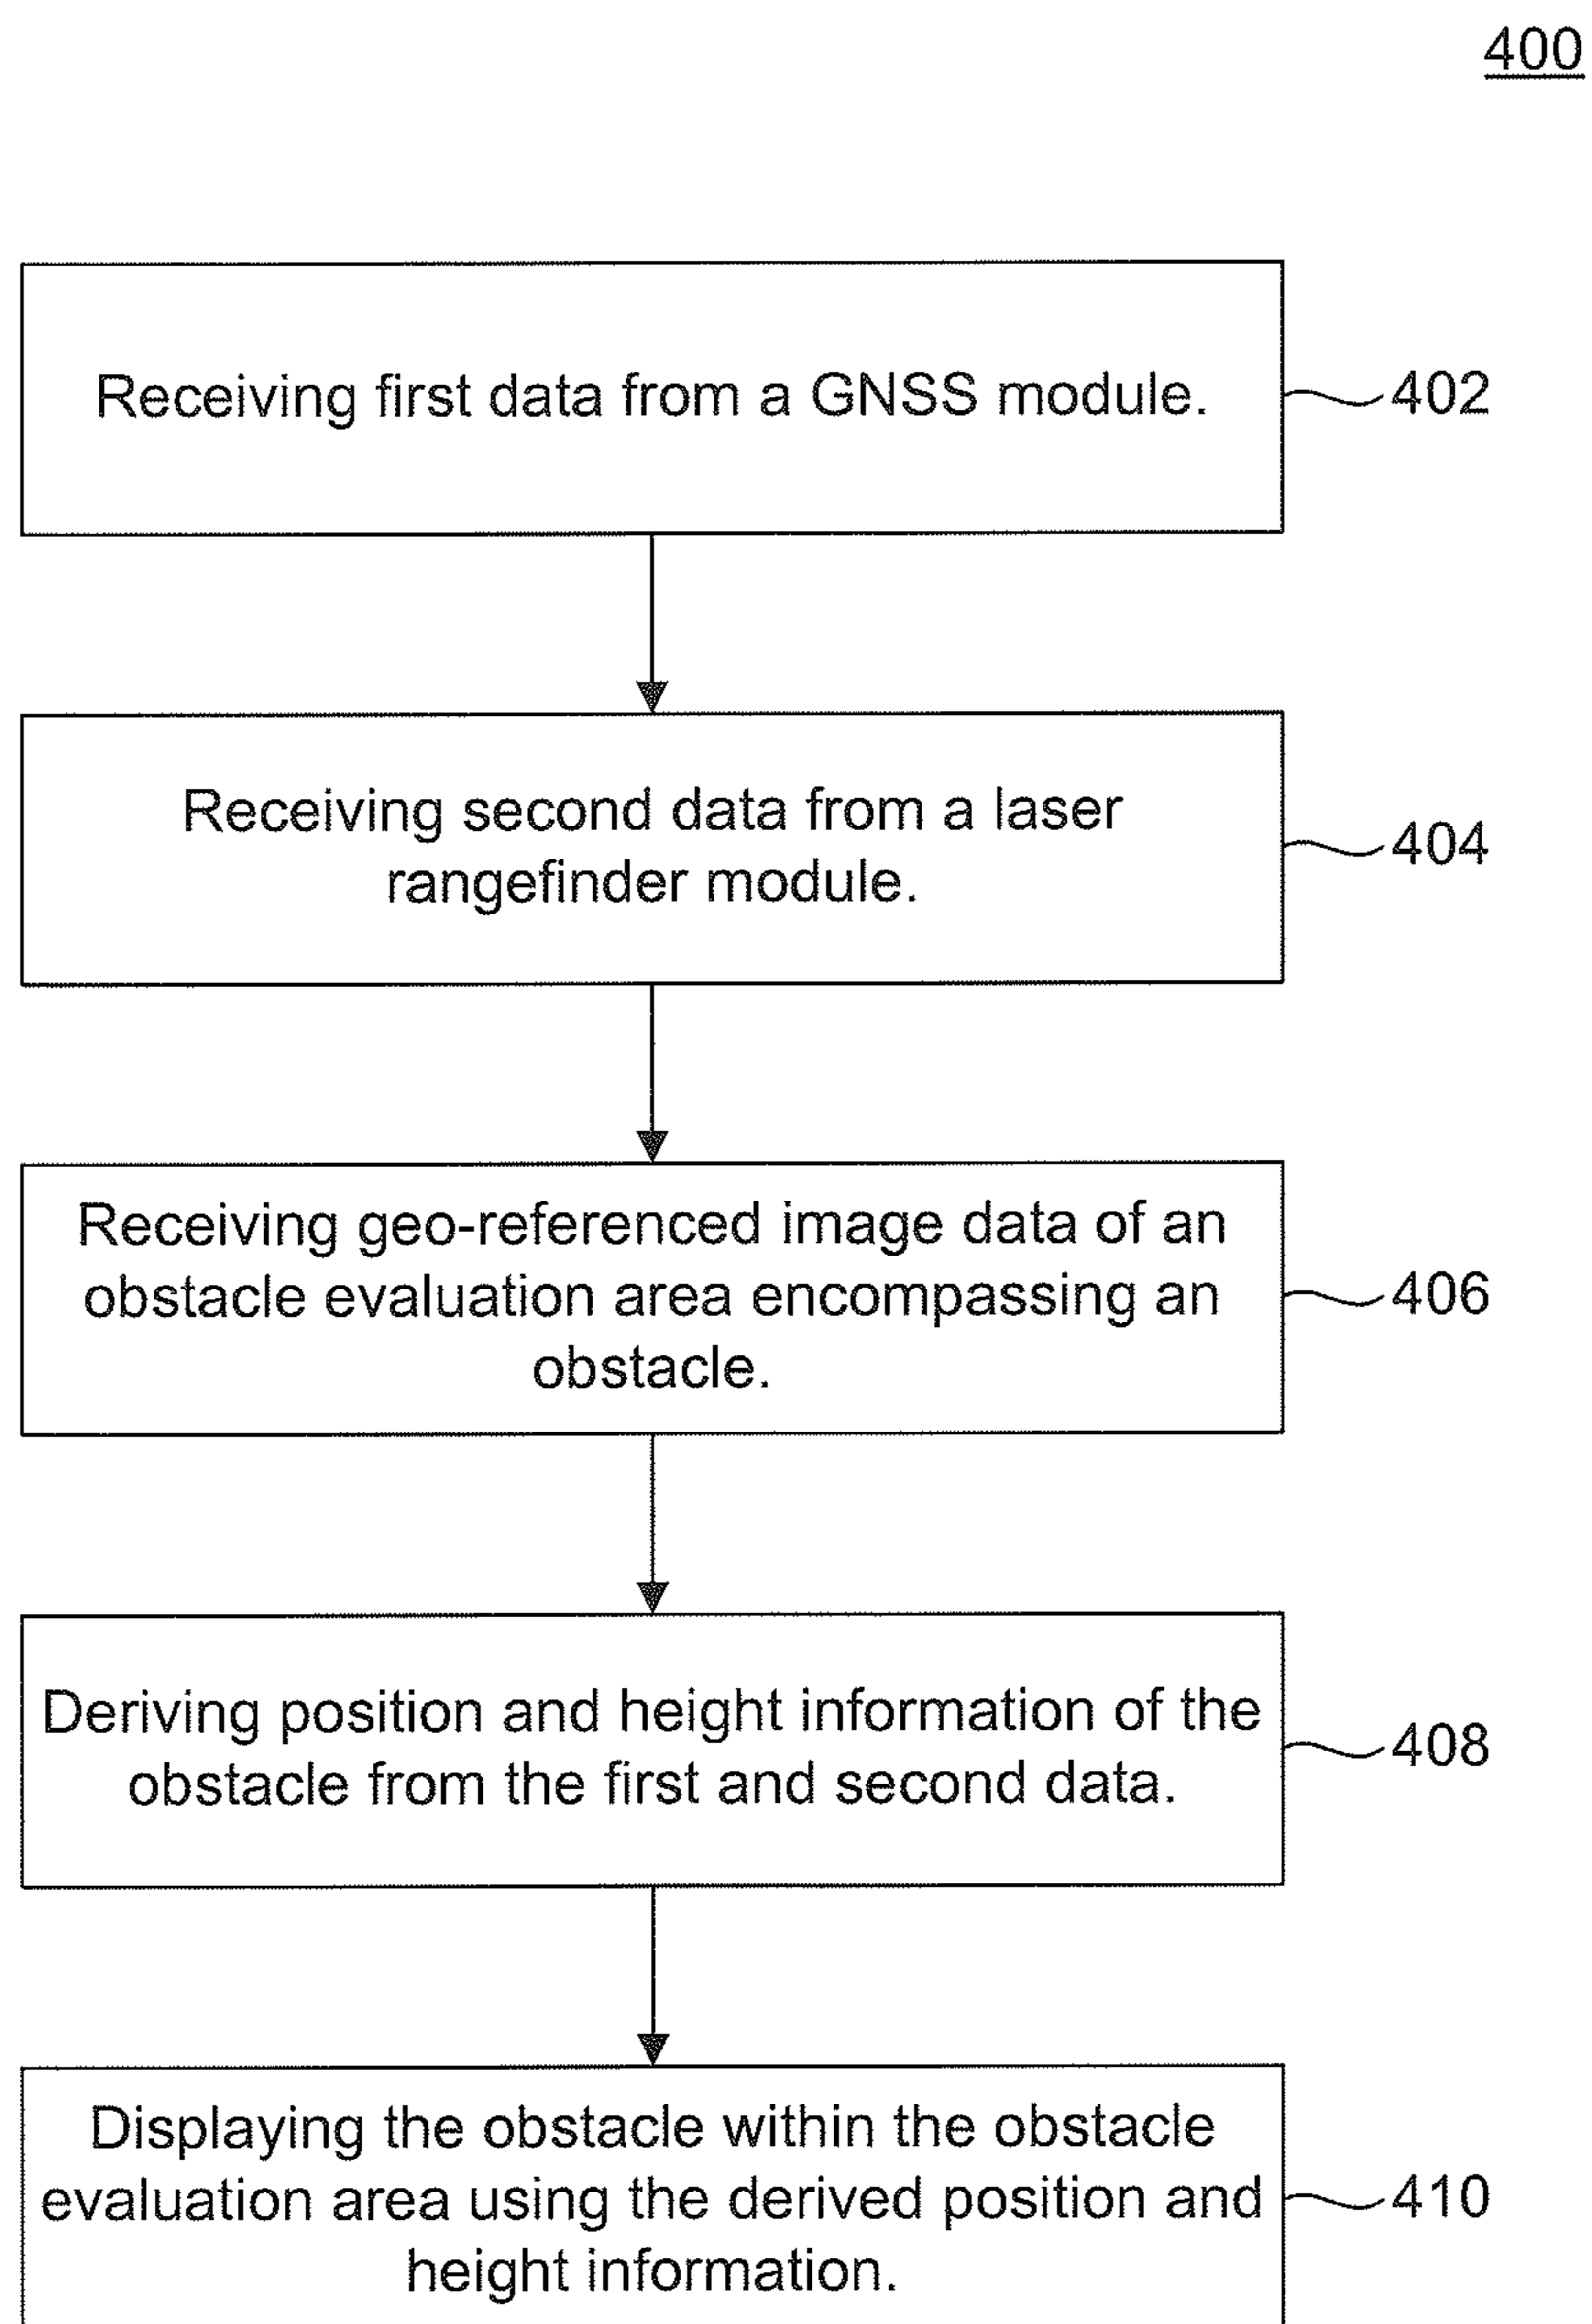 400
Receiving first data from a GNSS module.
402
Receiving second data from a laser
rangefinder module.
404
Receiving geo-referenced image data of an
obstacle evaluation area encompassing an
obstacle.
406
Deriving position and height information of the
obstacle from the first and second data.
408
Displaying the obstacle within the obstacle
evaluation area using the derived position and
height information.
410